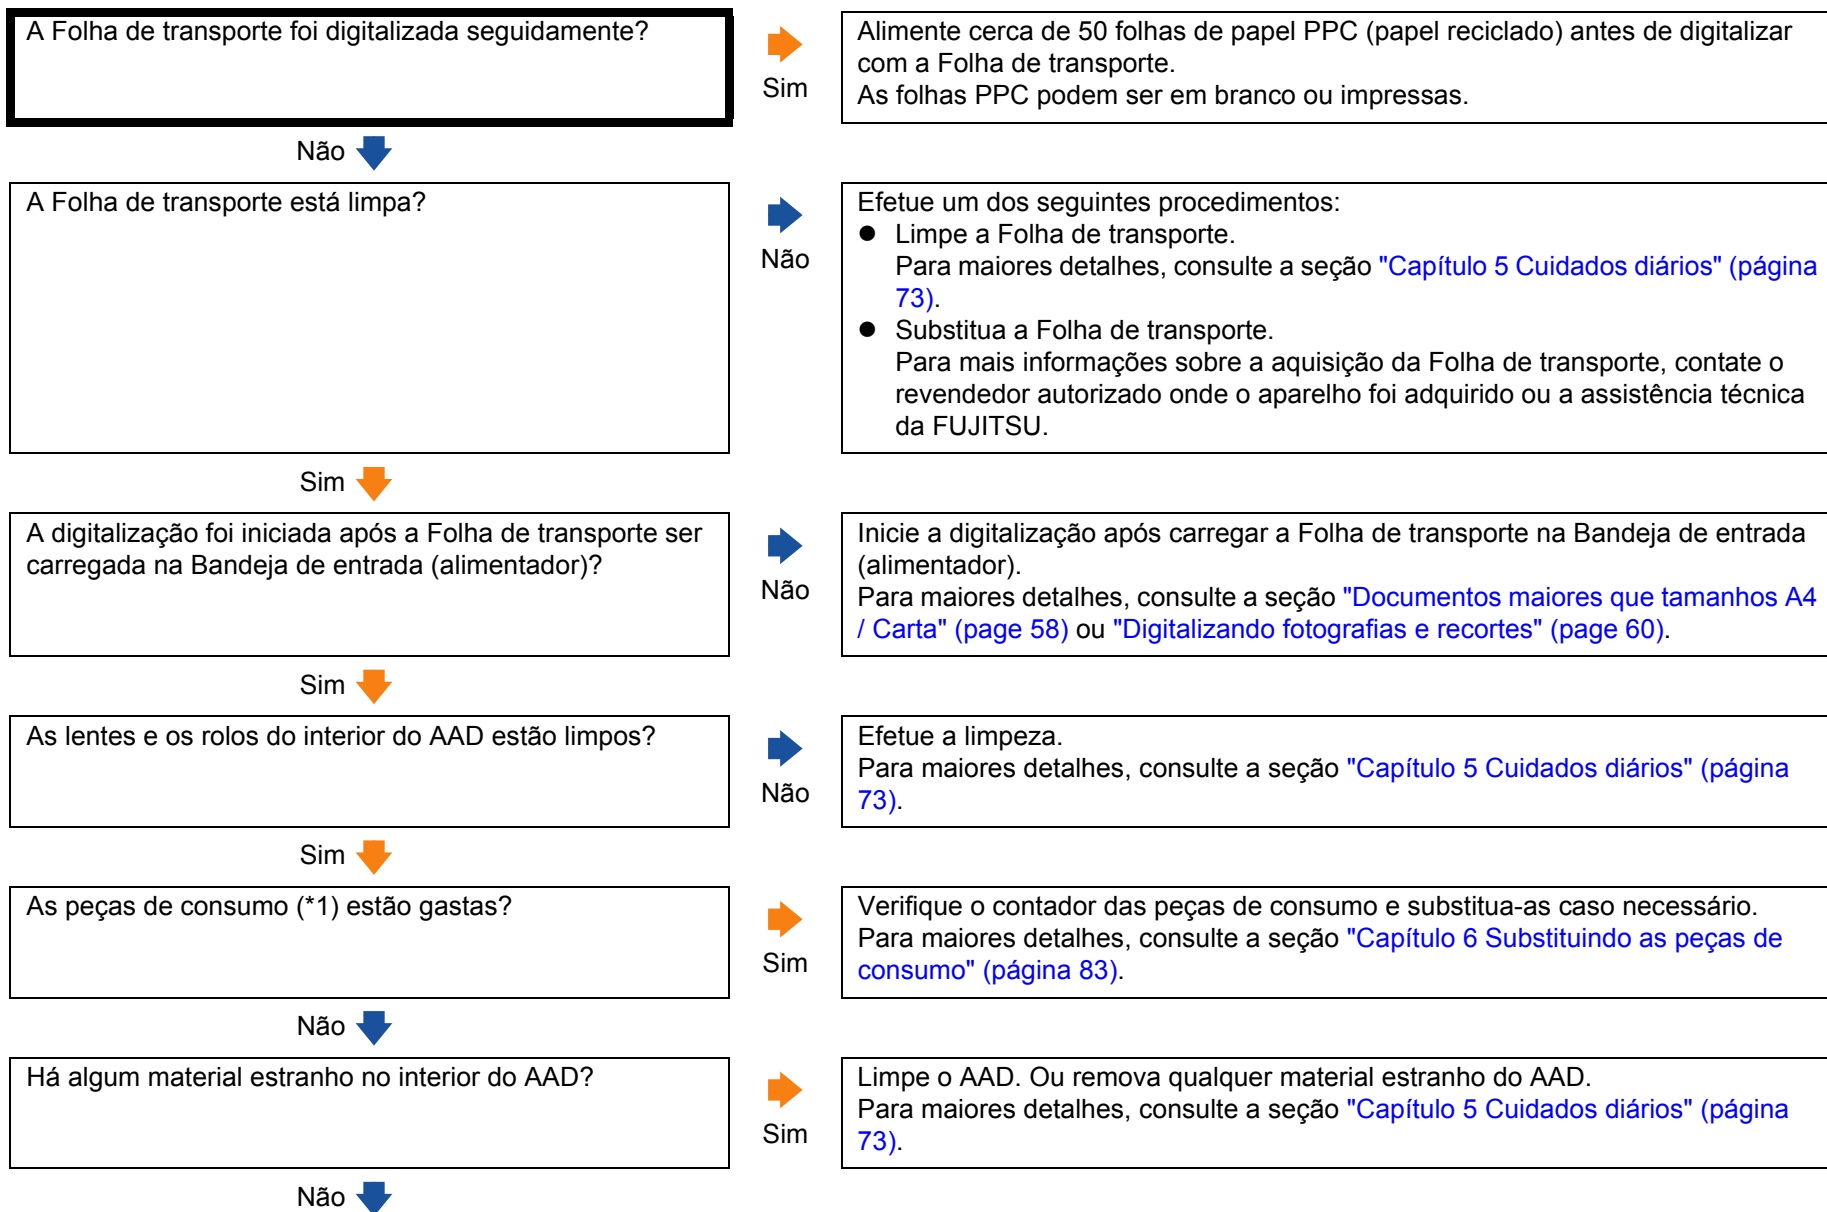 A Folha de transporte foi digitalizada seguidamente?
Sim
Alimente cerca de 50 folhas de papel PPC (papel reciclado) antes de digitalizar
com a Folha de transporte.
As folhas PPC podem ser em branco ou impressas.
Não
A Folha de transporte está limpa?
Não
Efetue um dos seguintes procedimentos:
● Limpe a Folha de transporte.
Para maiores detalhes, consulte a seção "Capítulo 5 Cuidados diários" (página
73).
● Substitua a Folha de transporte.
Para mais informações sobre a aquisição da Folha de transporte, contate o
revendedor autorizado onde o aparelho foi adquirido ou a assistência técnica
da FUJITSU.
Sim
A digitalização foi iniciada após a Folha de transporte ser
carregada na Bandeja de entrada (alimentador)?
Não
Inicie a digitalização após carregar a Folha de transporte na Bandeja de entrada
(alimentador).
Para maiores detalhes, consulte a seção "Documentos maiores que tamanhos A4
/ Carta" (page 58) ou "Digitalizando fotografias e recortes" (page 60).
Sim
As lentes e os rolos do interior do AAD estão limpos?
Não
Efetue a limpeza.
Para maiores detalhes, consulte a seção "Capítulo 5 Cuidados diários" (página
73).
Sim
As peças de consumo (*1) estão gastas?
Sim
Verifique o contador das peças de consumo e substitua-as caso necessário.
Para maiores detalhes, consulte a seção "Capítulo 6 Substituindo as peças de
consumo" (página 83).
Não
Há algum material estranho no interior do AAD?
Sim
Limpe o AAD. Ou remova qualquer material estranho do AAD.
Para maiores detalhes, consulte a seção "Capítulo 5 Cuidados diários" (página
73).
Não